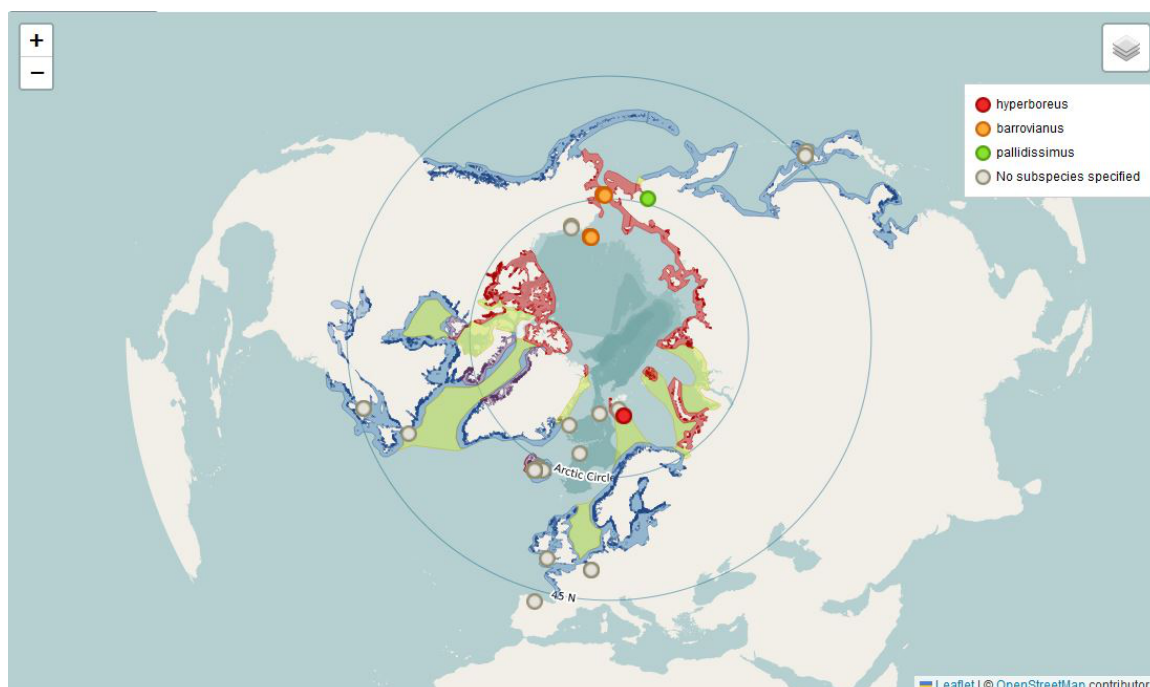 +
−
hyperboreus
barrovianus
pallidissimus
No subspecies specified
Arctic Circle
45 N
Leaflet | © OpenStreetMap contributor